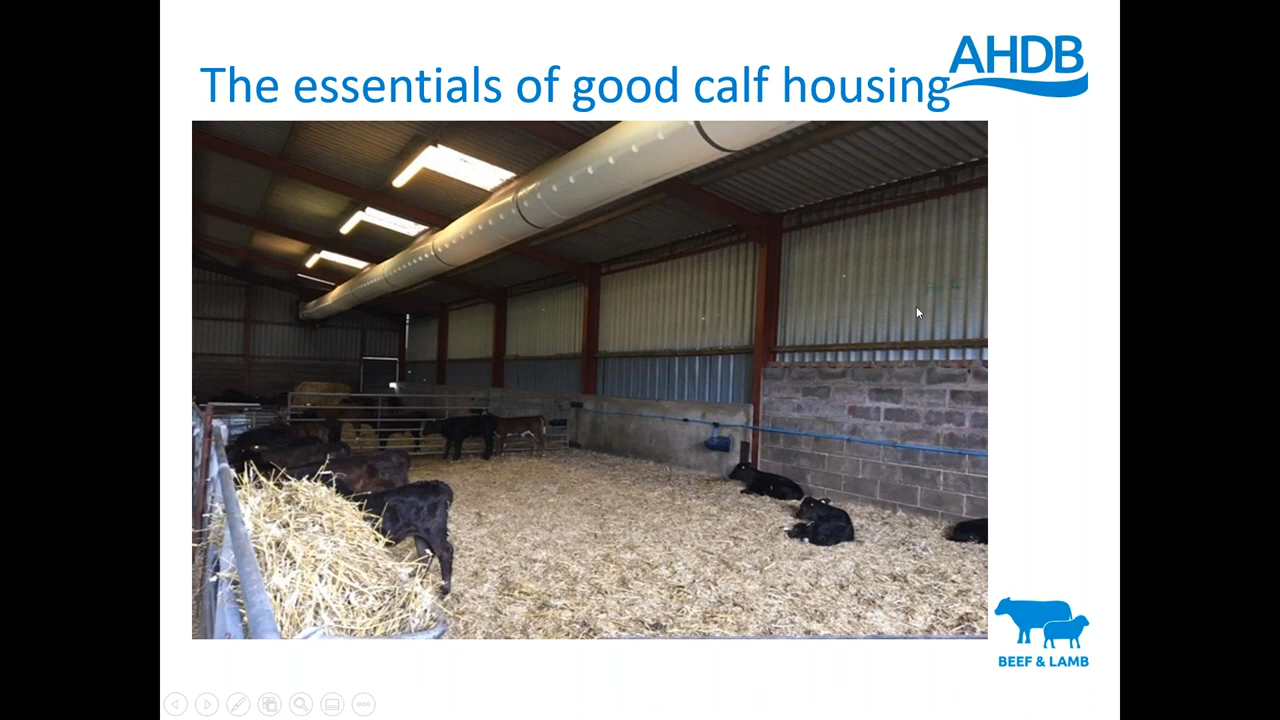 The essentials of good calf housing
AHDB
BEEF & LAMB